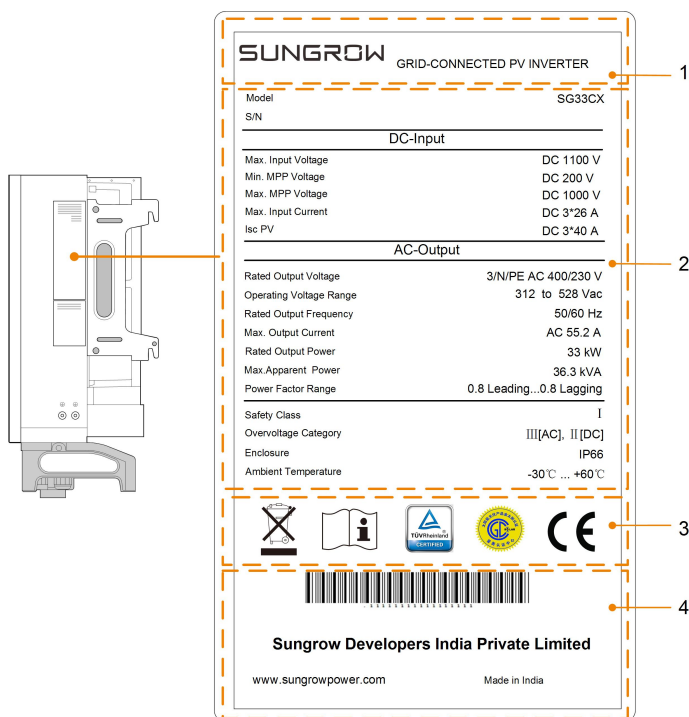 SUNGROW GRID-CONNECTED PV INVERTER
1
Model SG33CX
S/N
DC-Input
Max. Input Voltage DC 1100 V
Min. MPP Voltage DC 200 V
Max. MPP Voltage DC 1000 V
Max. Input Current DC 3*26 A
Isc PV DC 3*40 A
AC-Output
2
Rated Output Voltage 3/N/PE AC 400/230 V
Operating Voltage Range 312 to 528 Vac
Rated Output Frequency 50/60 Hz
Max. Output Current AC 55.2 A
Rated Output Power 33 kW
Max.Apparent Power 36.3 kVA
Power Factor Range 0.8 Leading...0.8 Lagging
Safety Class I
Overvoltage Category III[AC], II[DC]
Enclosure IP66
Ambient Temperature -30℃ ... +60℃
TÜVRheinland
CERTIFIED
CE
3
4
Sungrow Developers India Private Limited
www.sungrowpower.com Made in India